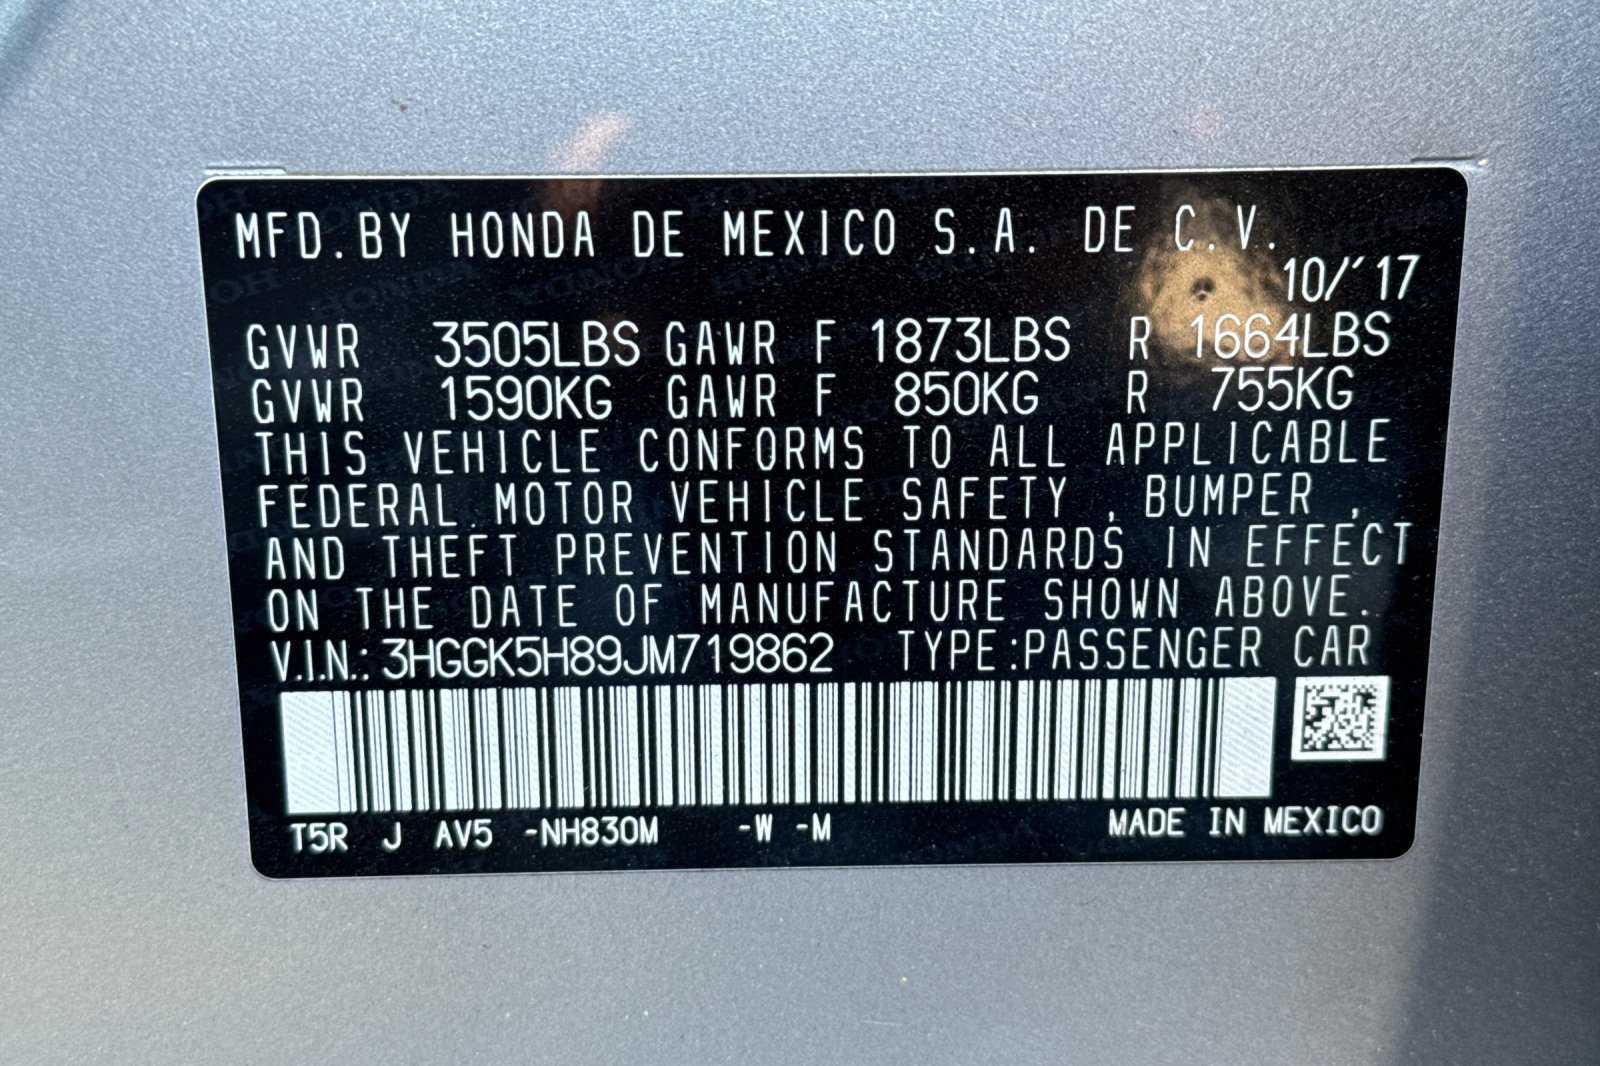 MFD.BY HONDA DE MEXICO S.A. DE C.V.
10/'17
GVWR 3505LBS GAWR F 1873LBS R 1664LBS
GVWR 1590KG GAWR F 850KG R 755KG
THIS VEHICLE CONFORMS TO ALL APPLICABLE
FEDERAL MOTOR VEHICLE SAFETY , BUMPER ,
AND THEFT PREVENTION STANDARDS IN EFFECT
ON THE DATE OF MANUFACTURE SHOWN ABOVE.
V.I.N.: 3HGGK5H89JM719862 TYPE:PASSENGER CAR
T5R J AV5 -NH830M -W -M MADE IN MEXICO